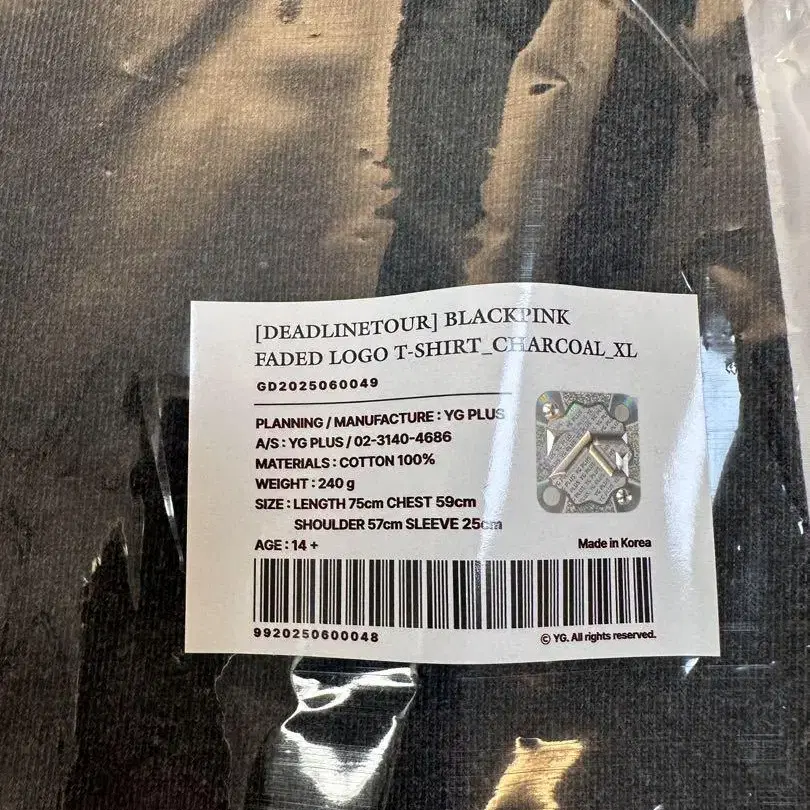 [DEADLINETOUR] BLACKPINK
FADED LOGO T-SHIRT_CHARCOAL_XL
GD2025060049
PLANNING / MANUFACTURE : YG PLUS
A/S : YG PLUS / 02-3140-4686
MATERIALS : COTTON 100%
WEIGHT : 240 g
SIZE : LENGTH 75cm CHEST 59cm
SHOULDER 57cm SLEEVE 25cm
AGE : 14 +
Made in Korea
9920250600048
© YG. All rights reserved.